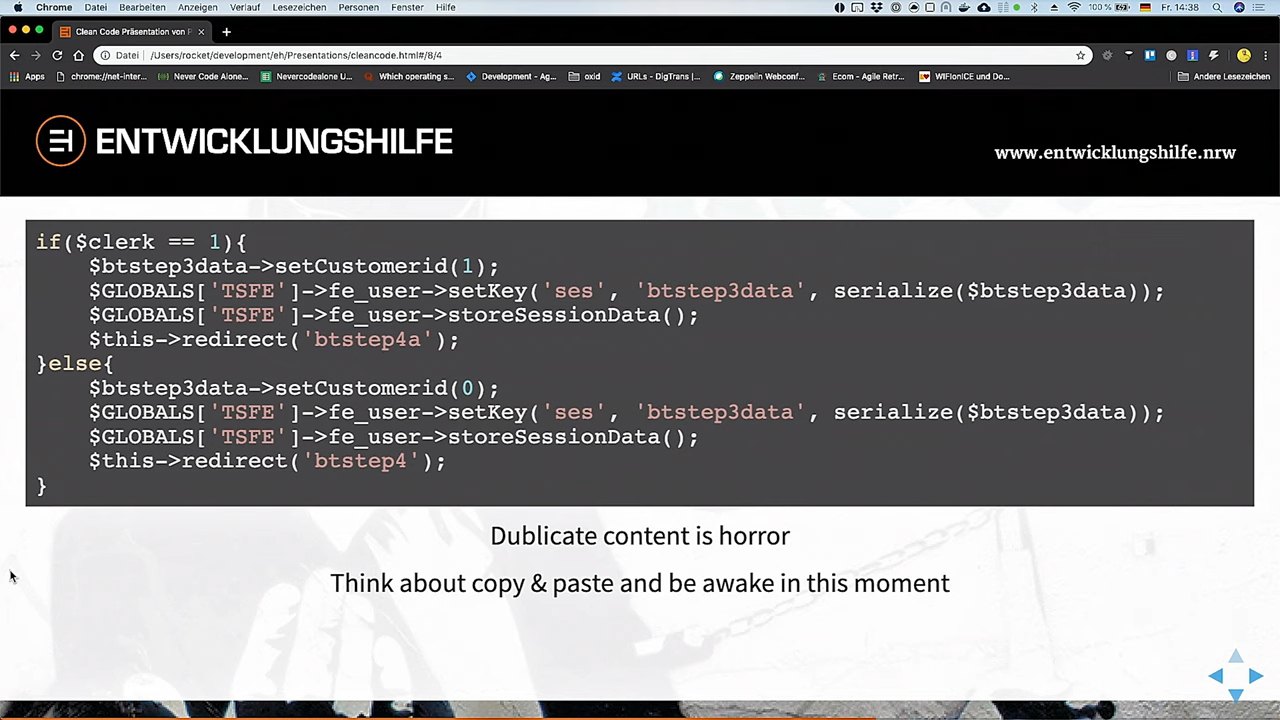 Chrome Datei Bearbeiten Anzeigen Verlauf Lesezeichen Personen Fenster Hilfe 100 % Fr. 14:38
Clean Code Präsentation von
Datei /Users/rocket/development/eh/Presentations/cleancode.html#/8/4
Apps chrome://net-inter... Never Code Alone... Nevercodealone U... Which operating s... Development - Ag... oxid URLs - DigTrans |... Zeppelin Webconf... Ecom - Agile Retr... WIFIonICE und Do... Andere Lesezeichen
ENTWICKLUNGSHILFE
www.entwicklungshilfe.nrw
if($clerk == 1){
$btstep3data->setCustomerid(1);
$GLOBALS['TSFE']->fe_user->setKey('ses', 'btstep3data', serialize($btstep3data));
$GLOBALS['TSFE']->fe_user->storeSessionData();
$this->redirect('btstep4a');
}else{
$btstep3data->setCustomerid(0);
$GLOBALS['TSFE']->fe_user->setKey('ses', 'btstep3data', serialize($btstep3data));
$GLOBALS['TSFE']->fe_user->storeSessionData();
$this->redirect('btstep4');
}
Dublicate content is horror
Think about copy & paste and be awake in this moment